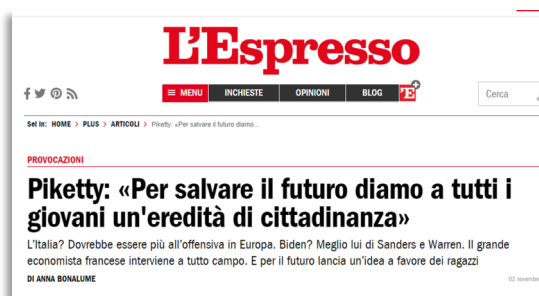 L'Espresso
MENU INCHIESTE OPINIONI BLOG 'E
Cerca
Sei in: HOME > PLUS > ARTICOLI > Piketty: «Per salvare il futuro diamo...
PROVOCAZIONI
Piketty: «Per salvare il futuro diamo a tutti i
giovani un'eredità di cittadinanza»
L'Italia? Dovrebbe essere più all'offensiva in Europa. Biden? Meglio lui di Sanders e Warren. Il grande
economista francese interviene a tutto campo. E per il futuro lancia un'idea a favore dei ragazzi
DI ANNA BONALUME
02 novembre